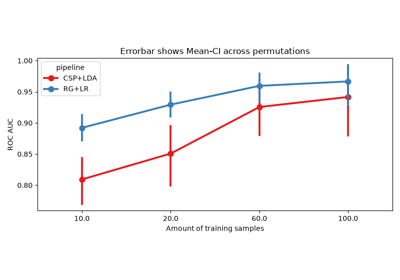 Errorbar shows Mean-CI across permutations
1.00
0.95
0.90
0.85
0.80
ROC AUC
pipeline
CSP+LDA
RG+LR
10.0 20.0 60.0 100.0
Amount of training samples